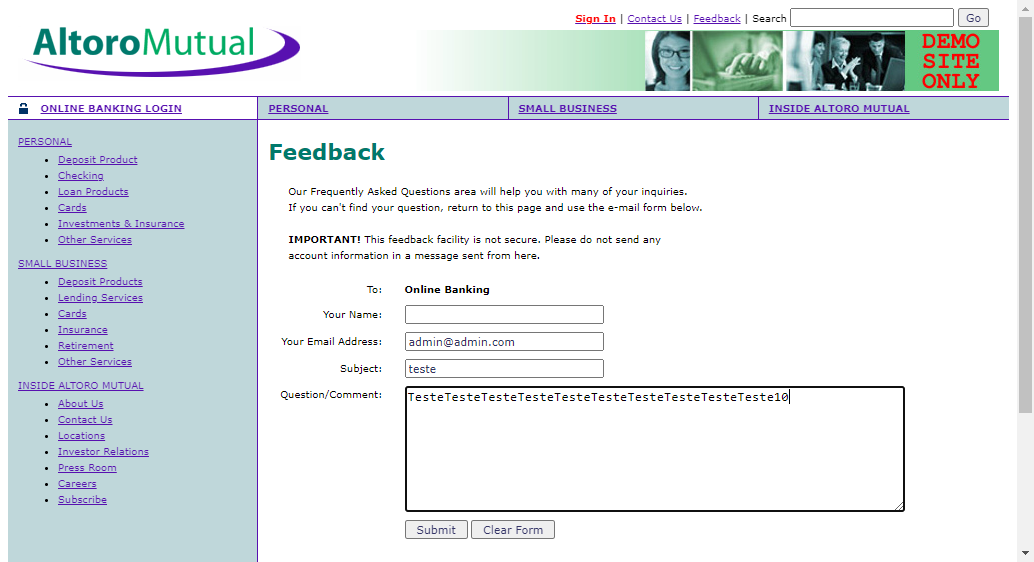 Sign In | Contact Us | Feedback | Search Go
AltoroMutual
DEMO
SITE
ONLY
ONLINE BANKING LOGIN
PERSONAL
SMALL BUSINESS
INSIDE ALTORO MUTUAL
PERSONAL
Deposit Product
Checking
Loan Products
Cards
Investments & Insurance
Other Services
SMALL BUSINESS
Deposit Products
Lending Services
Cards
Insurance
Retirement
Other Services
INSIDE ALTORO MUTUAL
About Us
Contact Us
Locations
Investor Relations
Press Room
Careers
Subscribe
Feedback
Our Frequently Asked Questions area will help you with many of your inquiries.
If you can't find your question, return to this page and use the e-mail form below.
IMPORTANT! This feedback facility is not secure. Please do not send any
account information in a message sent from here.
To: Online Banking
Your Name:
Your Email Address: admin@admin.com
Subject: teste
Question/Comment: TesteTesteTesteTesteTesteTesteTesteTesteTesteTeste10
Submit Clear Form